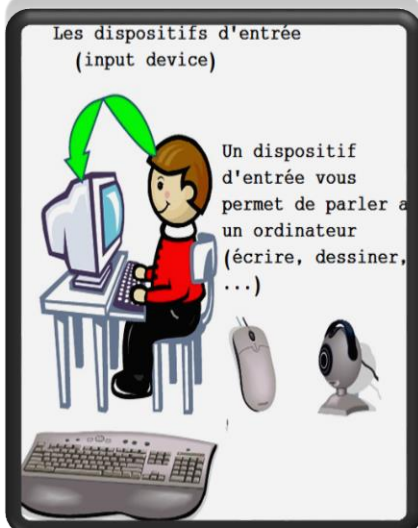 Les dispositifs d'entrée
(input device)
Un dispositif
d'entrée vous
permet de parler a
un ordinateur
(écrire, dessiner,
...)